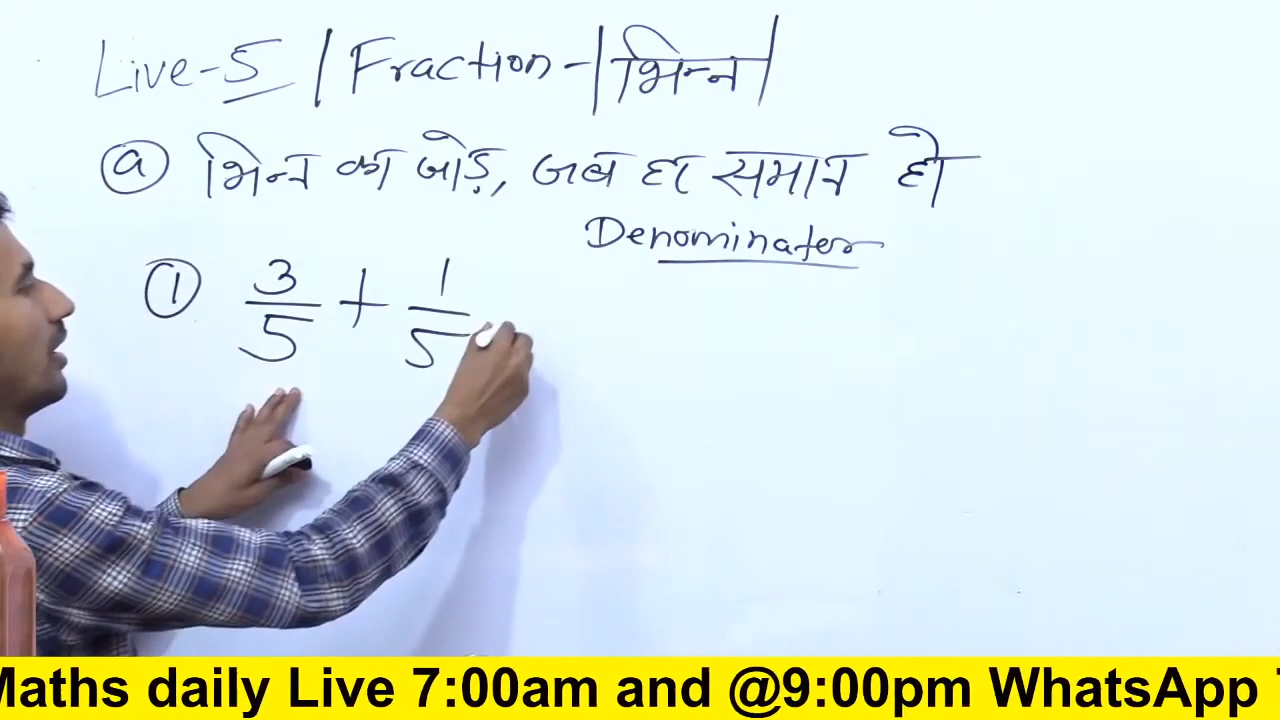 Live-5 / Fraction - | भिन्न |
(a) भिन्न का जोड़, जब हर समान हो
Denominator
(1) 3/5 + 1/5
Maths daily Live 7:00am and @9:00pm WhatsApp